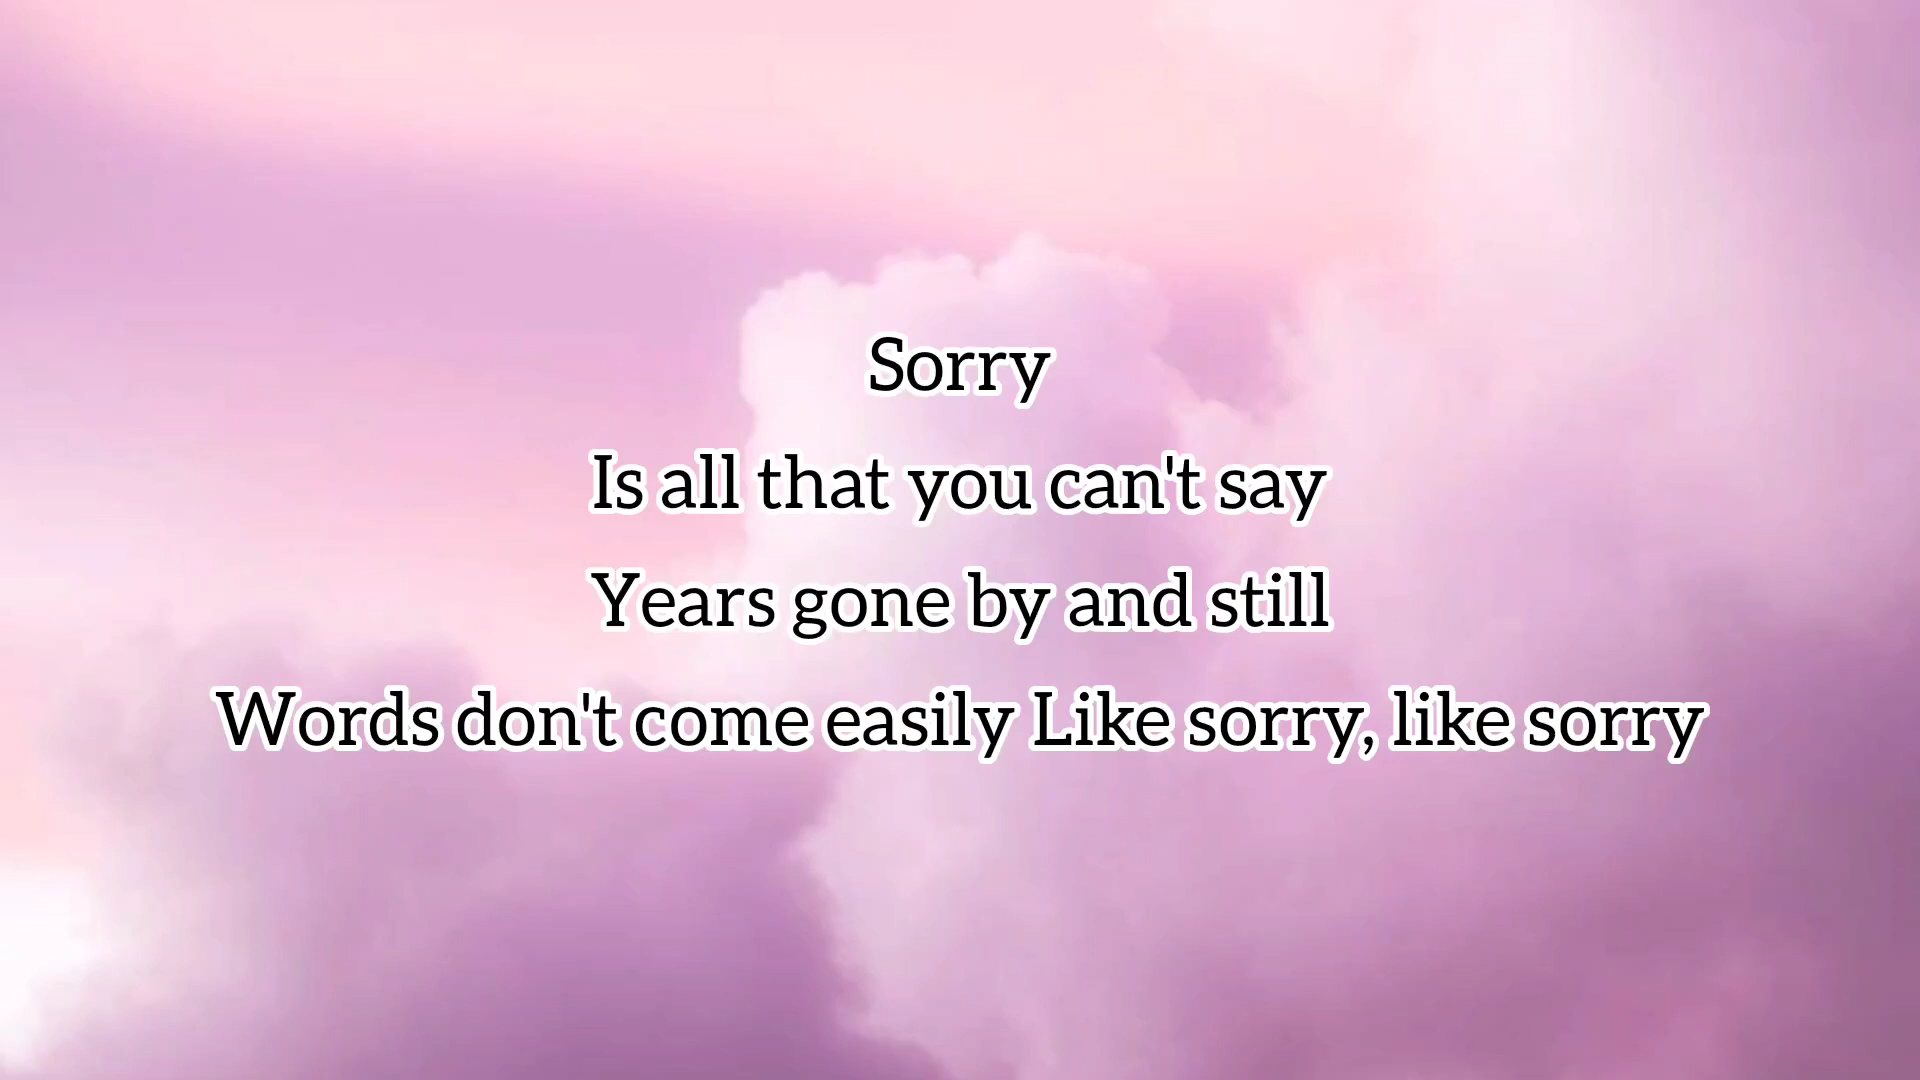 Sorry
Is all that you can't say
Years gone by and still
Words don't come easily Like sorry, like sorry